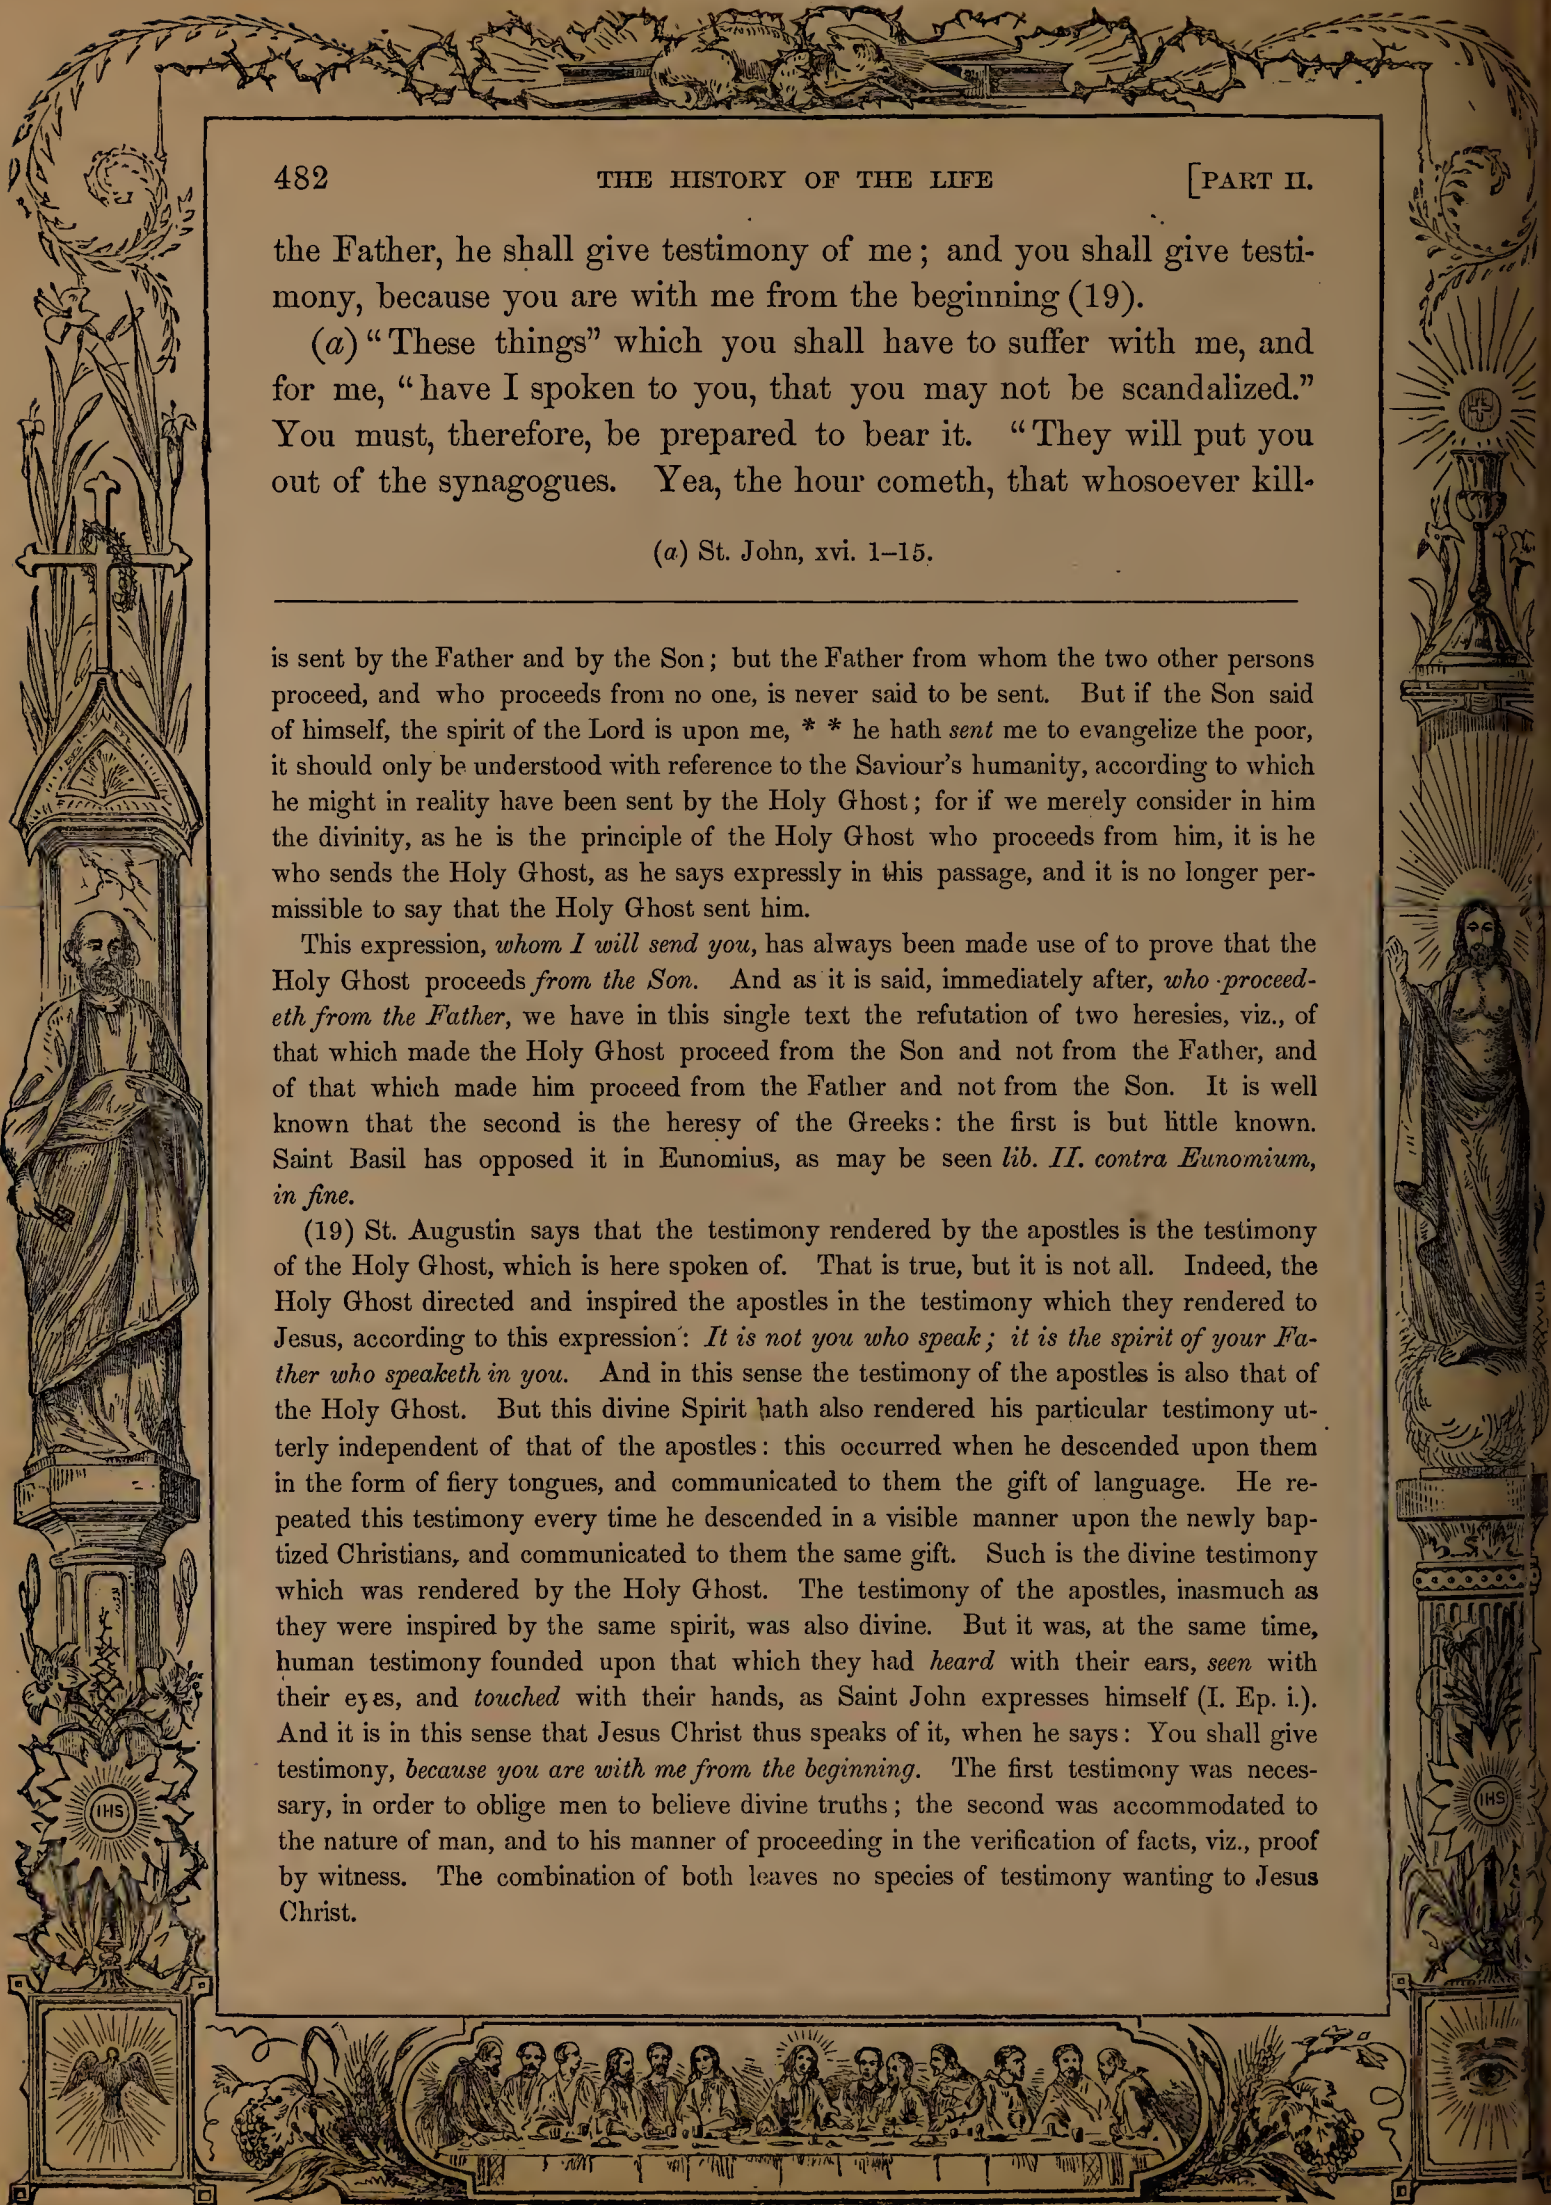 482 THE HISTORY OF THE LIFE [PART II.
the Father, he shall give testimony of me; and you shall give testi-
mony, because you are with me from the beginning (19).
(a) “These things” which you shall have to suffer with me, and
for me, “have I spoken to you, that you may not be scandalized.”
You must, therefore, be prepared to bear it. “They will put you
out of the synagogues. Yea, the hour cometh, that whosoever kill-
(a) St. John, xvi. 1–15.
is sent by the Father and by the Son; but the Father from whom the two other persons
proceed, and who proceeds from no one, is never said to be sent. But if the Son said
of himself, the spirit of the Lord is upon me, * * he hath sent me to evangelize the poor,
it should only be understood with reference to the Saviour’s humanity, according to which
he might in reality have been sent by the Holy Ghost; for if we merely consider in him
the divinity, as he is the principle of the Holy Ghost who proceeds from him, it is he
who sends the Holy Ghost, as he says expressly in this passage, and it is no longer per-
missible to say that the Holy Ghost sent him.
This expression, whom I will send you, has always been made use of to prove that the
Holy Ghost proceeds from the Son. And as it is said, immediately after, who proceed-
eth from the Father, we have in this single text the refutation of two heresies, viz., of
that which made the Holy Ghost proceed from the Son and not from the Father, and
of that which made him proceed from the Father and not from the Son. It is well
known that the second is the heresy of the Greeks: the first is but little known.
Saint Basil has opposed it in Eunomius, as may be seen lib. II. contra Eunomium,
in fine.
(19) St. Augustin says that the testimony rendered by the apostles is the testimony
of the Holy Ghost, which is here spoken of. That is true, but it is not all. Indeed, the
Holy Ghost directed and inspired the apostles in the testimony which they rendered to
Jesus, according to this expression: It is not you who speak; it is the spirit of your Fa-
ther who speaketh in you. And in this sense the testimony of the apostles is also that of
the Holy Ghost. But this divine Spirit hath also rendered his particular testimony ut-
terly independent of that of the apostles: this occurred when he descended upon them
in the form of fiery tongues, and communicated to them the gift of language. He re-
peated this testimony every time he descended in a visible manner upon the newly bap-
tized Christians, and communicated to them the same gift. Such is the divine testimony
which was rendered by the Holy Ghost. The testimony of the apostles, inasmuch as
they were inspired by the same spirit, was also divine. But it was, at the same time,
human testimony founded upon that which they had heard with their ears, seen with
their eyes, and touched with their hands, as Saint John expresses himself (I. Ep. i.).
And it is in this sense that Jesus Christ thus speaks of it, when he says: You shall give
testimony, because you are with me from the beginning. The first testimony was neces-
sary, in order to oblige men to believe divine truths; the second was accommodated to
the nature of man, and to his manner of proceeding in the verification of facts, viz., proof
by witness. The combination of both leaves no species of testimony wanting to Jesus
Christ.
IHS
IHS